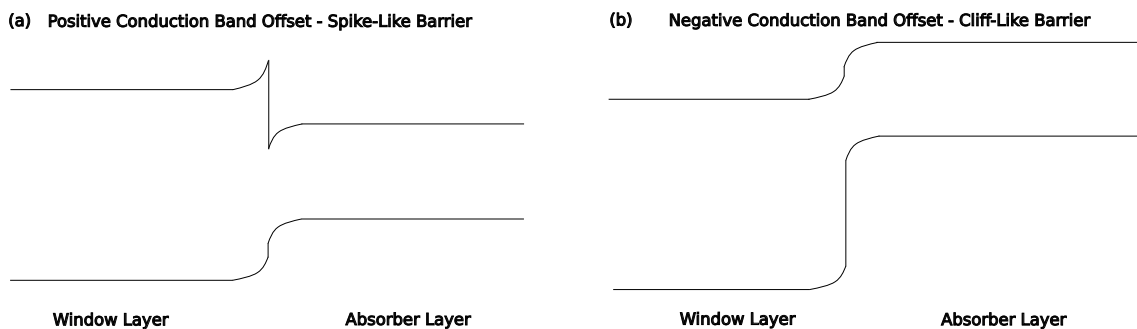 (a) Positive Conduction Band Offset - Spike-Like Barrier
(b) Negative Conduction Band Offset - Cliff-Like Barrier
Window Layer
Absorber Layer
Window Layer
Absorber Layer